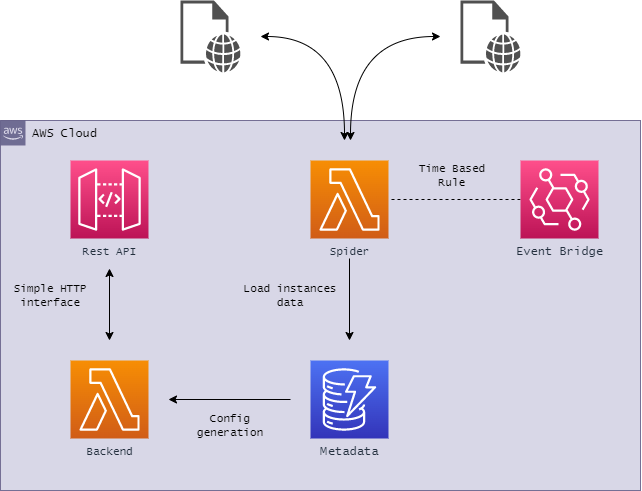 aws
AWS Cloud
Time Based
Rule
Rest API
Spider
Event Bridge
Simple HTTP
interface
Load instances
data
Config
generation
Backend
Metadata